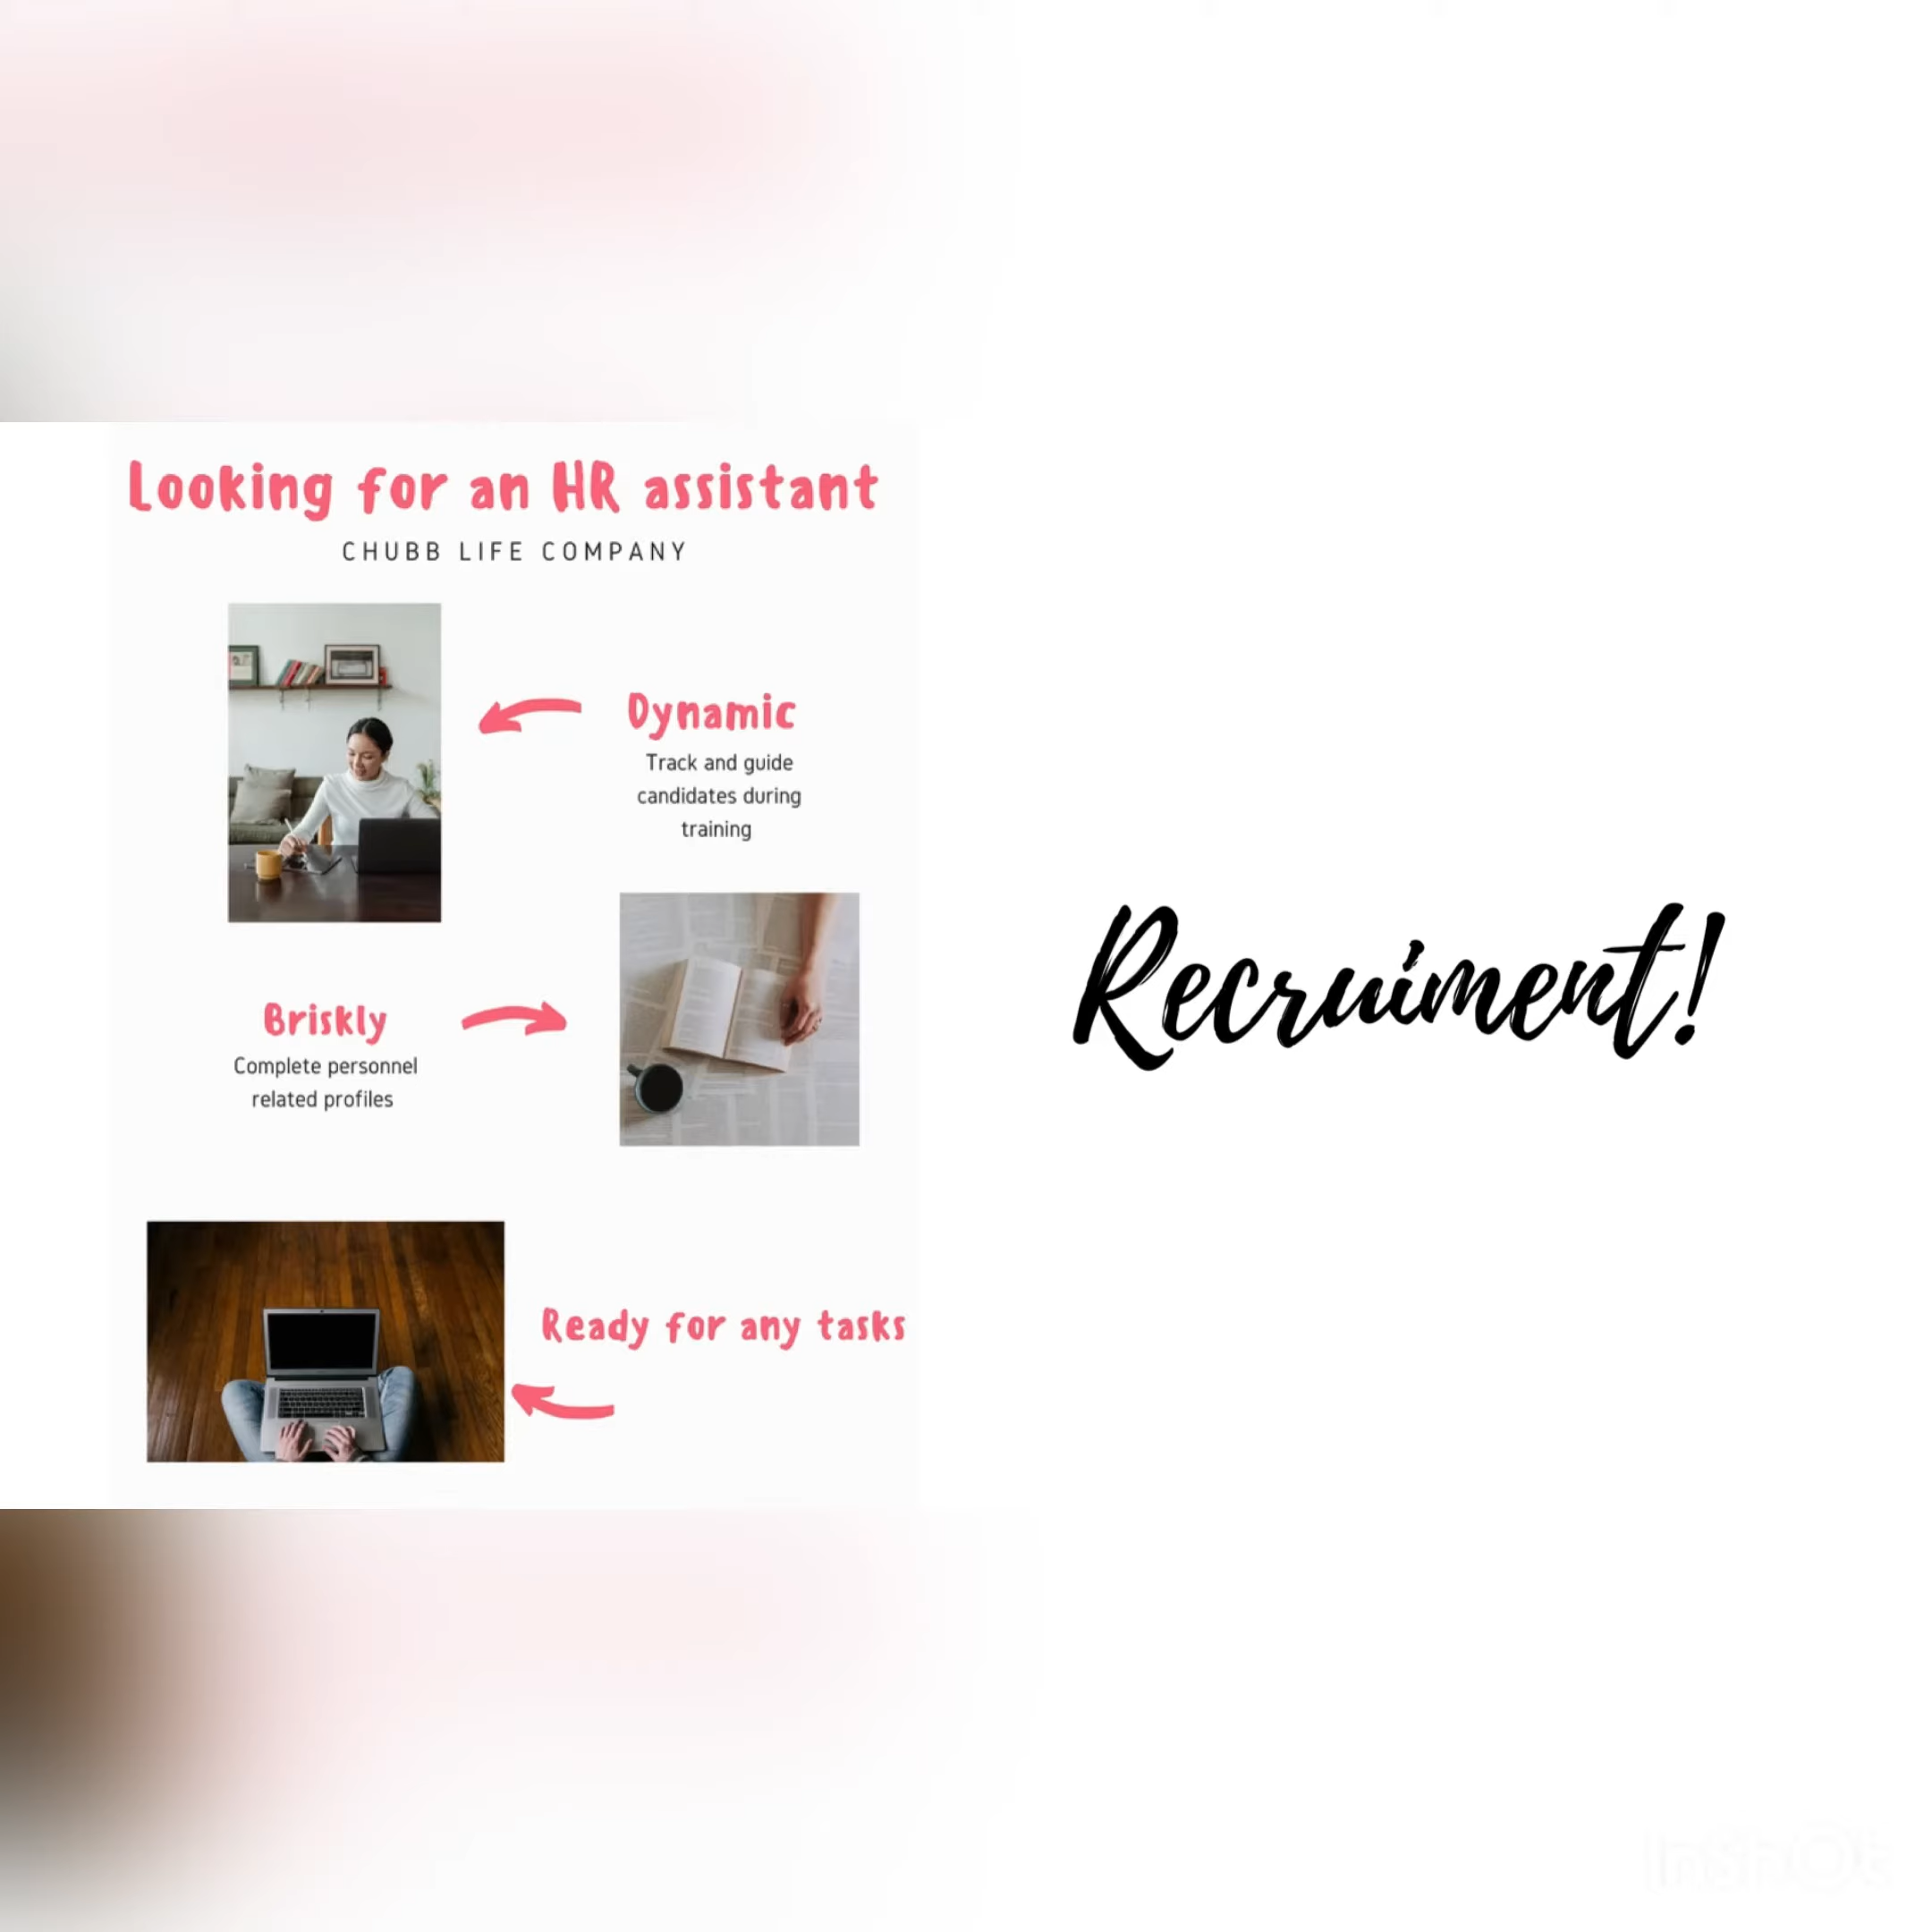 Looking for an HR assistant
CHUBB LIFE COMPANY
Dynamic
Track and guide
candidates during
training
Briskly
Complete personnel
related profiles
Ready for any tasks
Recruiment!
InShOt